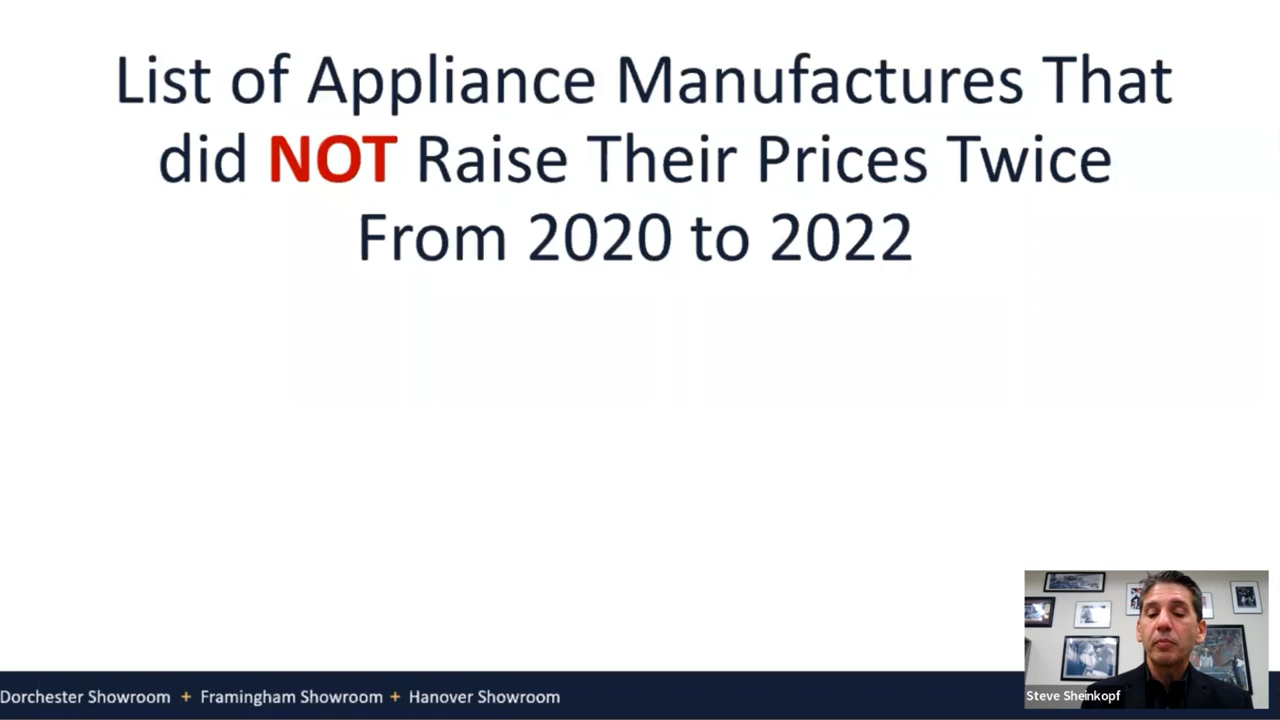 List of Appliance Manufactures That
did NOT Raise Their Prices Twice
From 2020 to 2022
Dorchester Showroom + Framingham Showroom + Hanover Showroom
Steve Sheinkopf